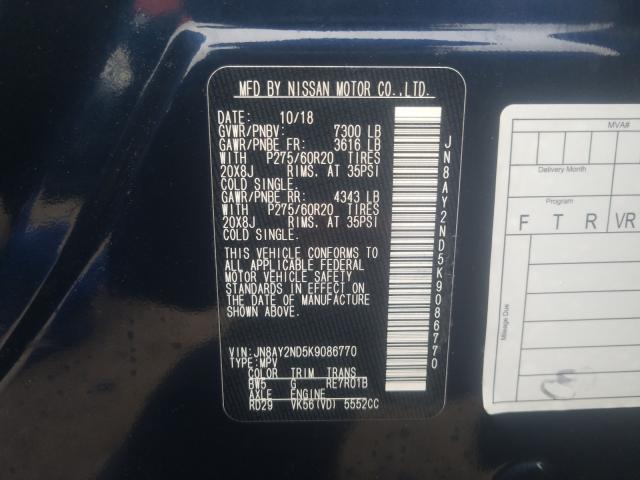 MFD BY NISSAN MOTOR CO.,LTD.
DATE: 10/18
GVWR/PNBV: 7300 LB
GAWR/PNBE FR: 3616 LB
WITH P275/60R20 TIRES
20X8J RIMS. AT 35PSI
COLD SINGLE.
GAWR/PNBE RR: 4343 LB
WITH P275/60R20 TIRES
20X8J RIMS. AT 35PSI
COLD SINGLE.
THIS VEHICLE CONFORMS TO
ALL APPLICABLE FEDERAL
MOTOR VEHICLE SAFETY
STANDARDS IN EFFECT ON
THE DATE OF MANUFACTURE
SHOWN ABOVE.
VIN: JN8AY2ND5K9086770
TYPE: MPV
COLOR TRIM TRANS
BW5 G RE7R01B
AXLE ENGINE
RD29 VK56(VD) 5552CC
JN8AY2ND5K9086770
MVA#
Delivery Month
Program
F T R VR
Mileage Due